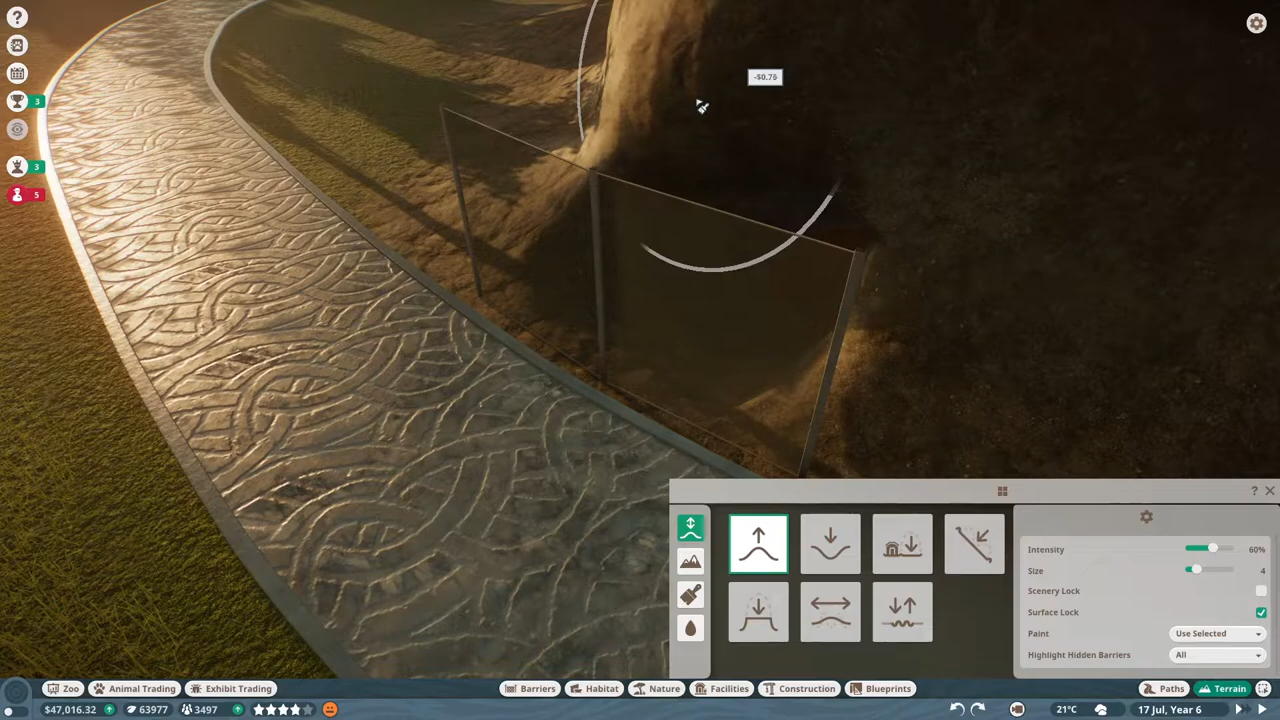 ?
3
3
5
-$0.75
? 
Intensity 60%
Size 4
Scenery Lock
Surface Lock
Paint Use Selected
Highlight Hidden Barriers All
Zoo Animal Trading Exhibit Trading Barriers Habitat Nature Facilities Construction Blueprints Paths Terrain
$47,016.32 63977 3497 21°C 17 Jul, Year 6